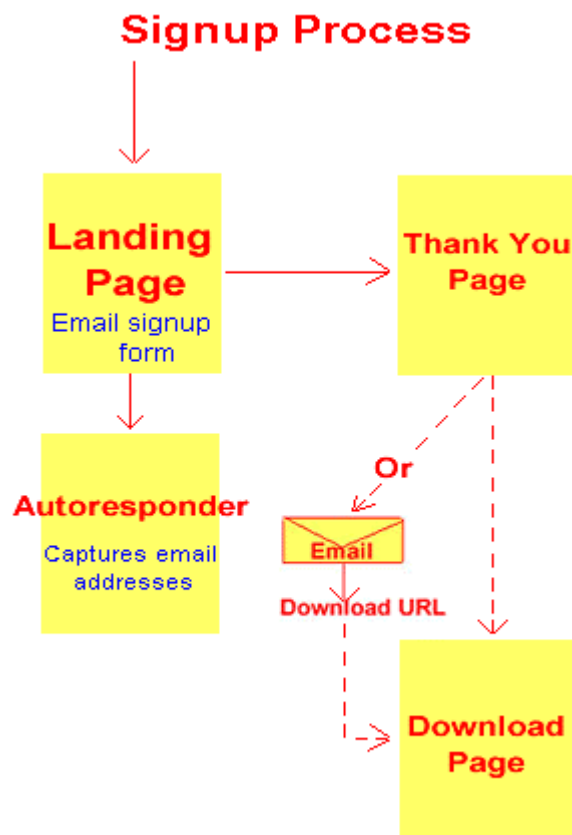 Signup Process
Landing
Page
Email signup
form
Thank You
Page
Autoresponder
Captures email
addresses
Or
Email
Download URL
Download
Page